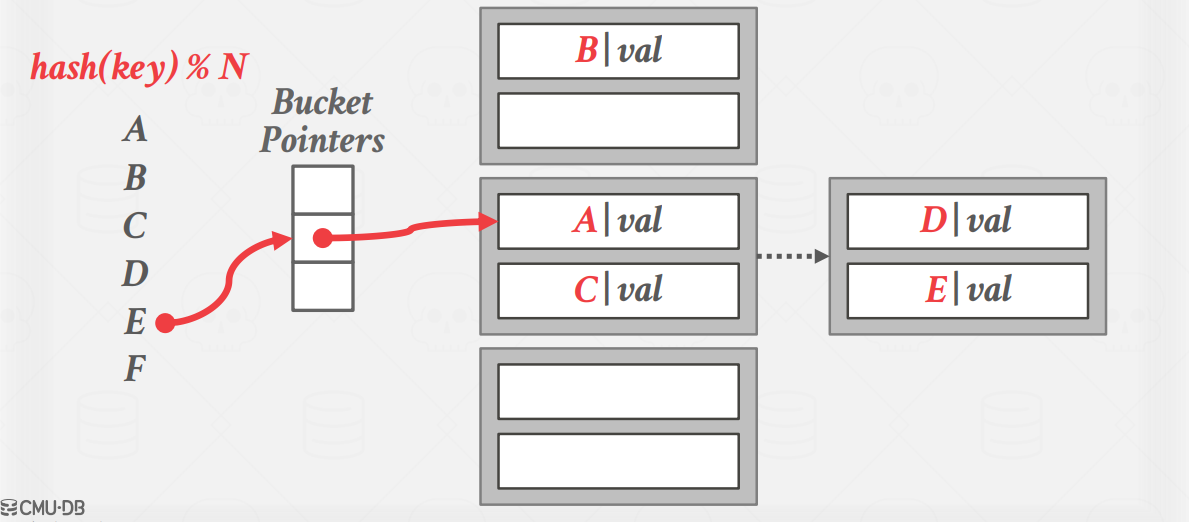 hash(key) % N
A
B
C
D
E
F
Bucket
Pointers
B|val
A|val
C|val
D|val
E|val
CMU·DB